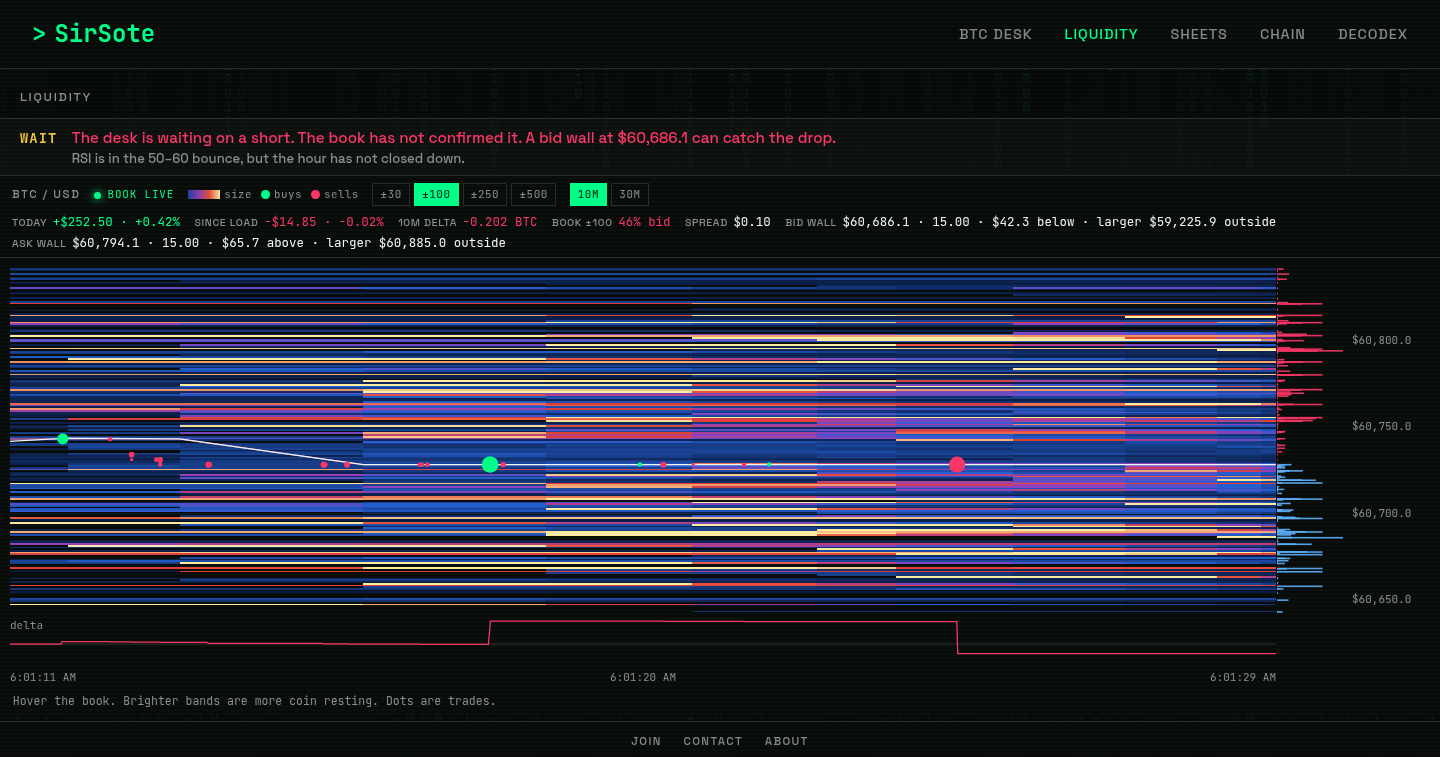 > SirSote
BTC DESK LIQUIDITY SHEETS CHAIN DECODEX
LIQUIDITY
WAIT The desk is waiting on a short. The book has not confirmed it. A bid wall at $60,686.1 can catch the drop.
RSI is in the 50–60 bounce, but the hour has not closed down.
BTC / USD BOOK LIVE size buys sells ±30 ±100 ±250 ±500 10M 30M
TODAY +$252.50 · +0.42% SINCE LOAD -$14.85 · -0.02% 10M DELTA -0.202 BTC BOOK ±100 46% bid SPREAD $0.10 BID WALL $60,686.1 · 15.00 · $42.3 below · larger $59,225.9 outside
ASK WALL $60,794.1 · 15.00 · $65.7 above · larger $60,885.0 outside
$60,800.0
$60,750.0
$60,700.0
$60,650.0
delta
6:01:11 AM 6:01:20 AM 6:01:29 AM
Hover the book. Brighter bands are more coin resting. Dots are trades.
JOIN CONTACT ABOUT